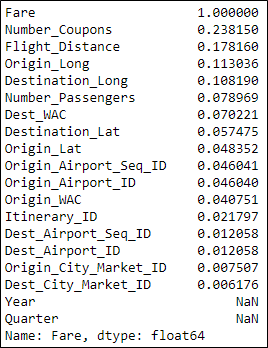 Fare 1.000000
Number_Coupons 0.238150
Flight_Distance 0.178160
Origin_Long 0.113036
Destination_Long 0.108190
Number_Passengers 0.078969
Dest_WAC 0.070221
Destination_Lat 0.057475
Origin_Lat 0.048352
Origin_Airport_Seq_ID 0.046041
Origin_Airport_ID 0.046040
Origin_WAC 0.040751
Itinerary_ID 0.021797
Dest_Airport_Seq_ID 0.012058
Dest_Airport_ID 0.012058
Origin_City_Market_ID 0.007507
Dest_City_Market_ID 0.006176
Year NaN
Quarter NaN
Name: Fare, dtype: float64